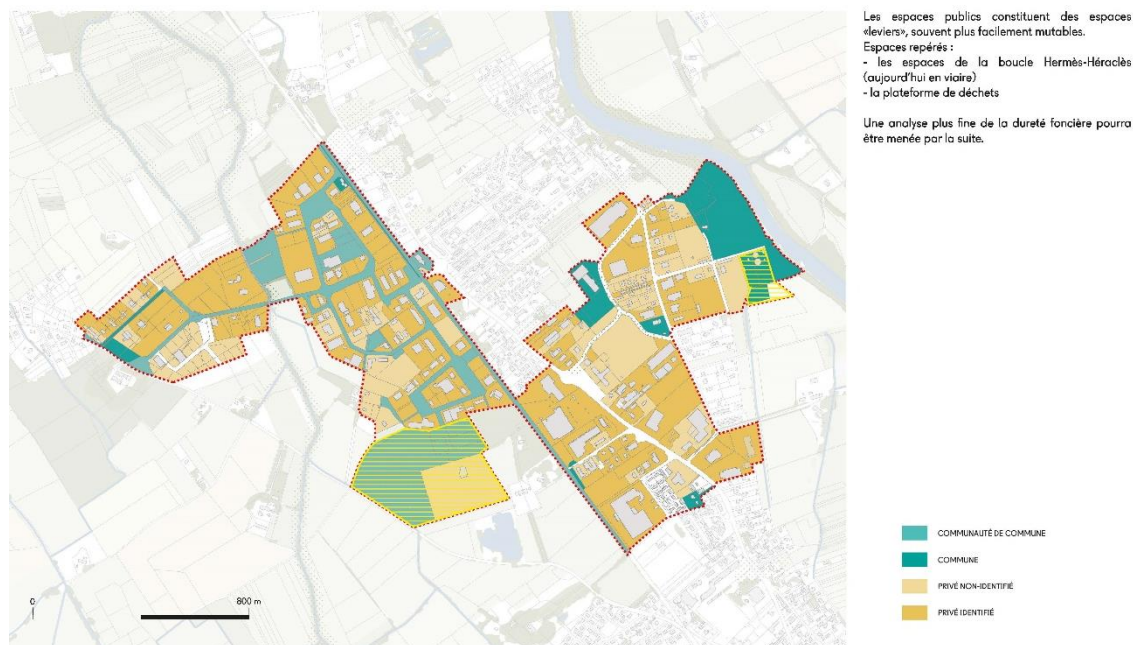 Les espaces publics constituent des espaces
«leviers», souvent plus facilement mutables.
Espaces repérés :
- les espaces de la boucle Hermès-Héraclès
(aujourd'hui en viaire)
- la plateforme de déchets
Une analyse plus fine de la dureté foncière pourra
être menée par la suite.
COMMUNAUTÉ DE COMMUNE
COMMUNE
PRIVÉ NON-IDENTIFIÉ
PRIVÉ IDENTIFIÉ
0 800 m